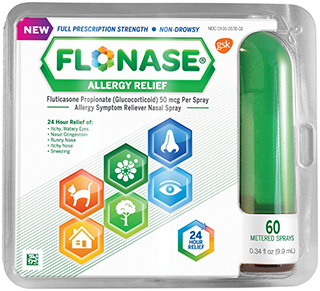 NEW
FULL PRESCRIPTION STRENGTH • NON-DROWSY
gsk
FLONASE®
ALLERGY RELIEF
Fluticasone Propionate (Glucocorticoid) 50 mcg Per Spray
Allergy Symptom Reliever Nasal Spray
24 Hour Relief of:
• Itchy, Watery Eyes
• Nasal Congestion
• Runny Nose
• Itchy Nose
• Sneezing
24
HOUR
RELIEF
60
METERED SPRAYS
0.34 fl oz (9.9 mL)